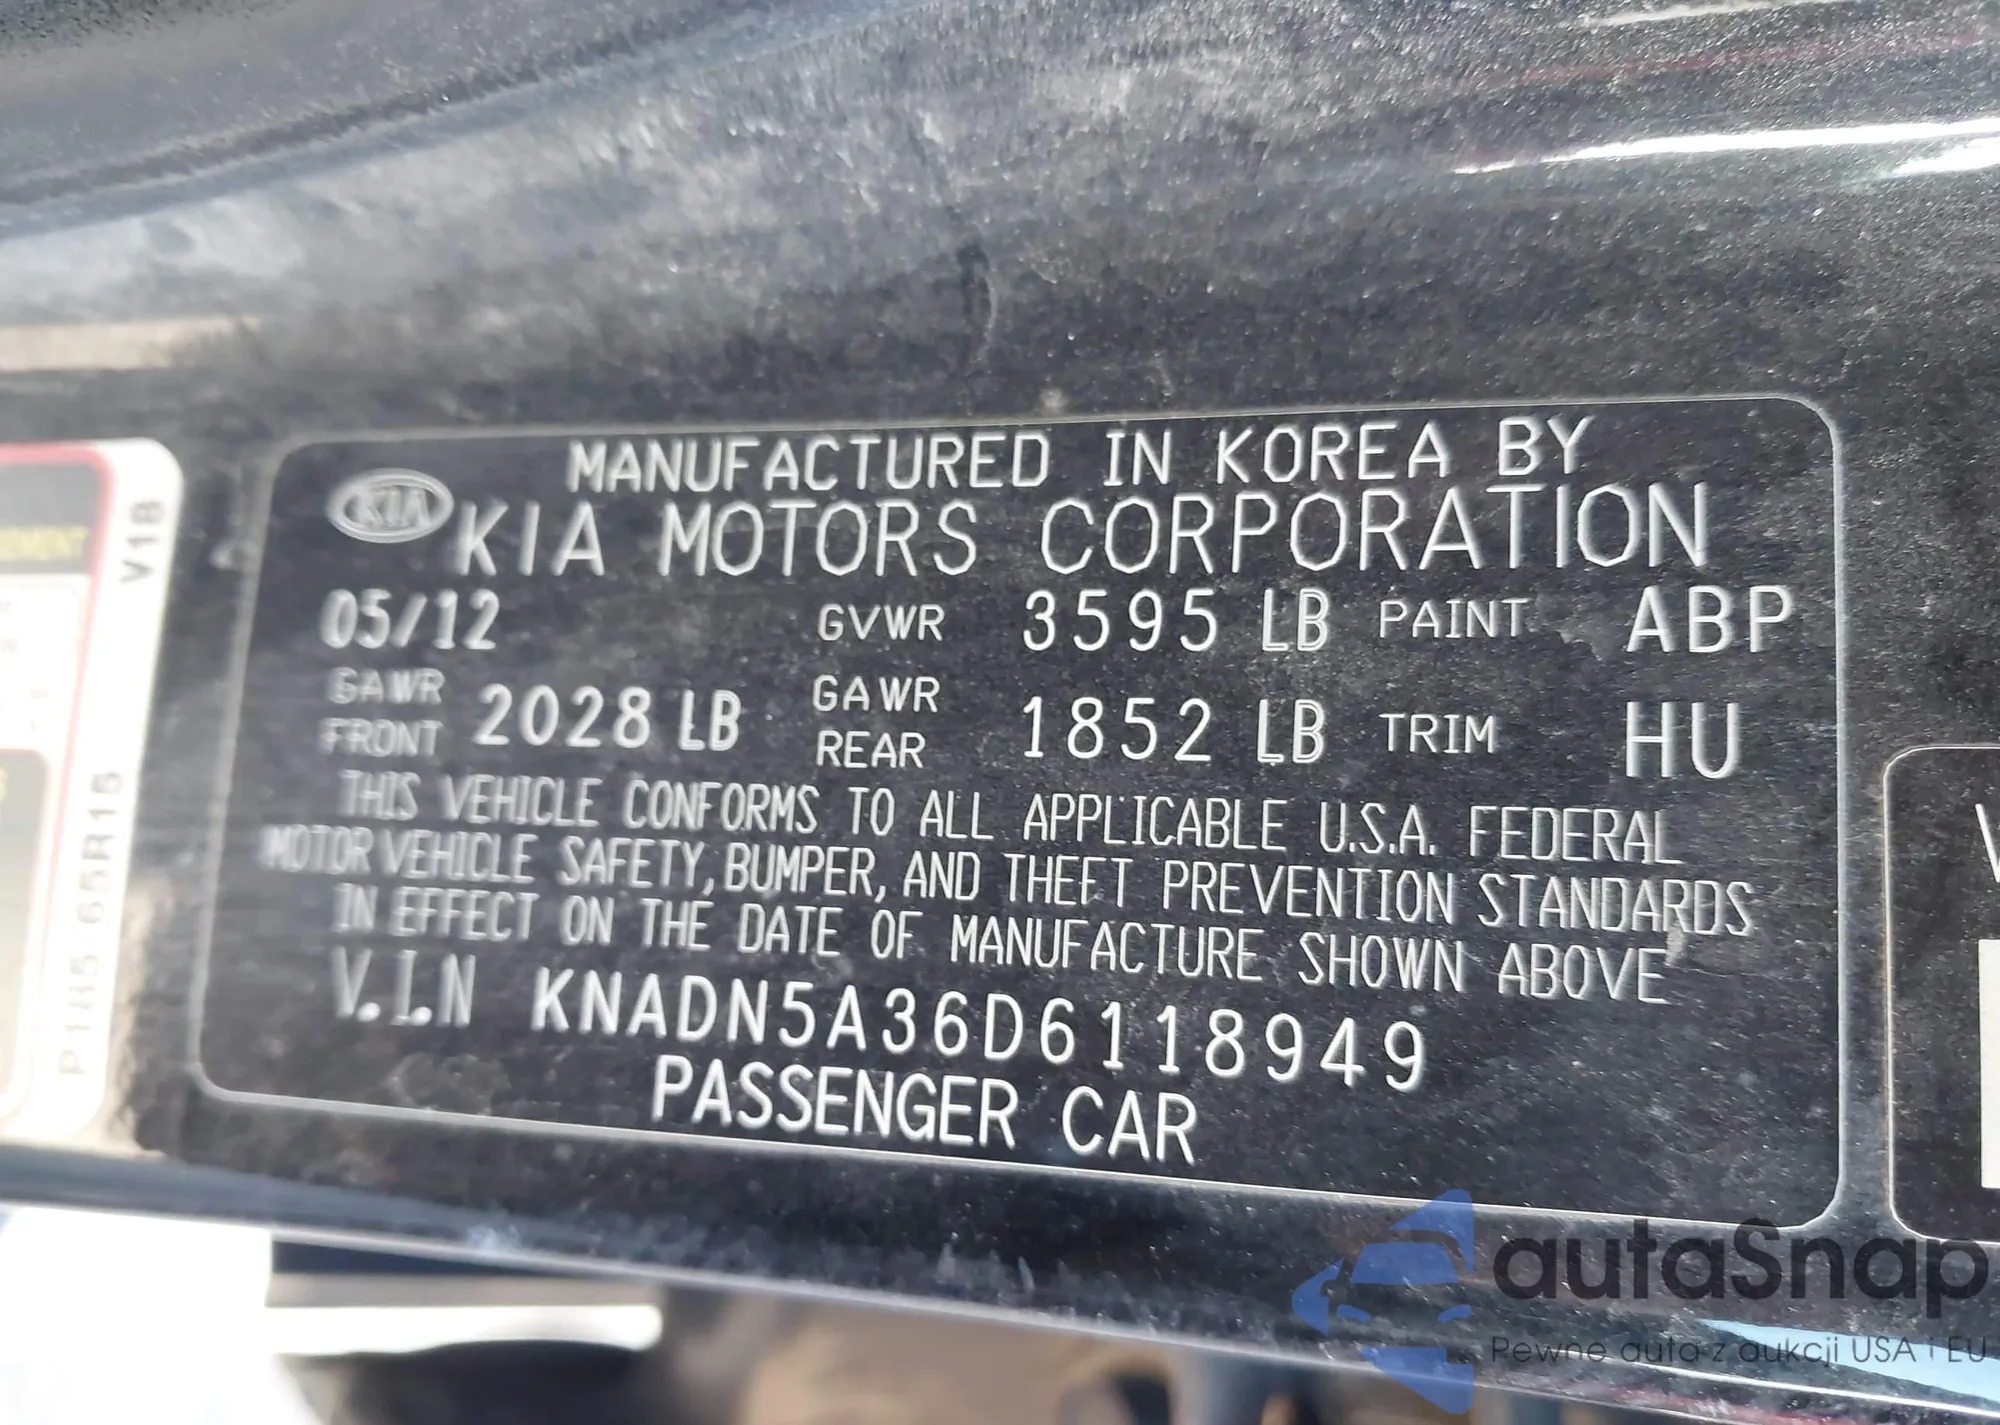 MANUFACTURED IN KOREA BY
KIA KIA MOTORS CORPORATION
05/12 GVWR 3595 LB PAINT ABP
GAWR FRONT 2028 LB GAWR REAR 1852 LB TRIM HU
THIS VEHICLE CONFORMS TO ALL APPLICABLE U.S.A. FEDERAL
MOTOR VEHICLE SAFETY, BUMPER, AND THEFT PREVENTION STANDARDS
IN EFFECT ON THE DATE OF MANUFACTURE SHOWN ABOVE
V.I.N KNADN5A36D6118949
PASSENGER CAR
P185/65R15 V18
autaSnap
Pewne auta z aukcji USA i EU